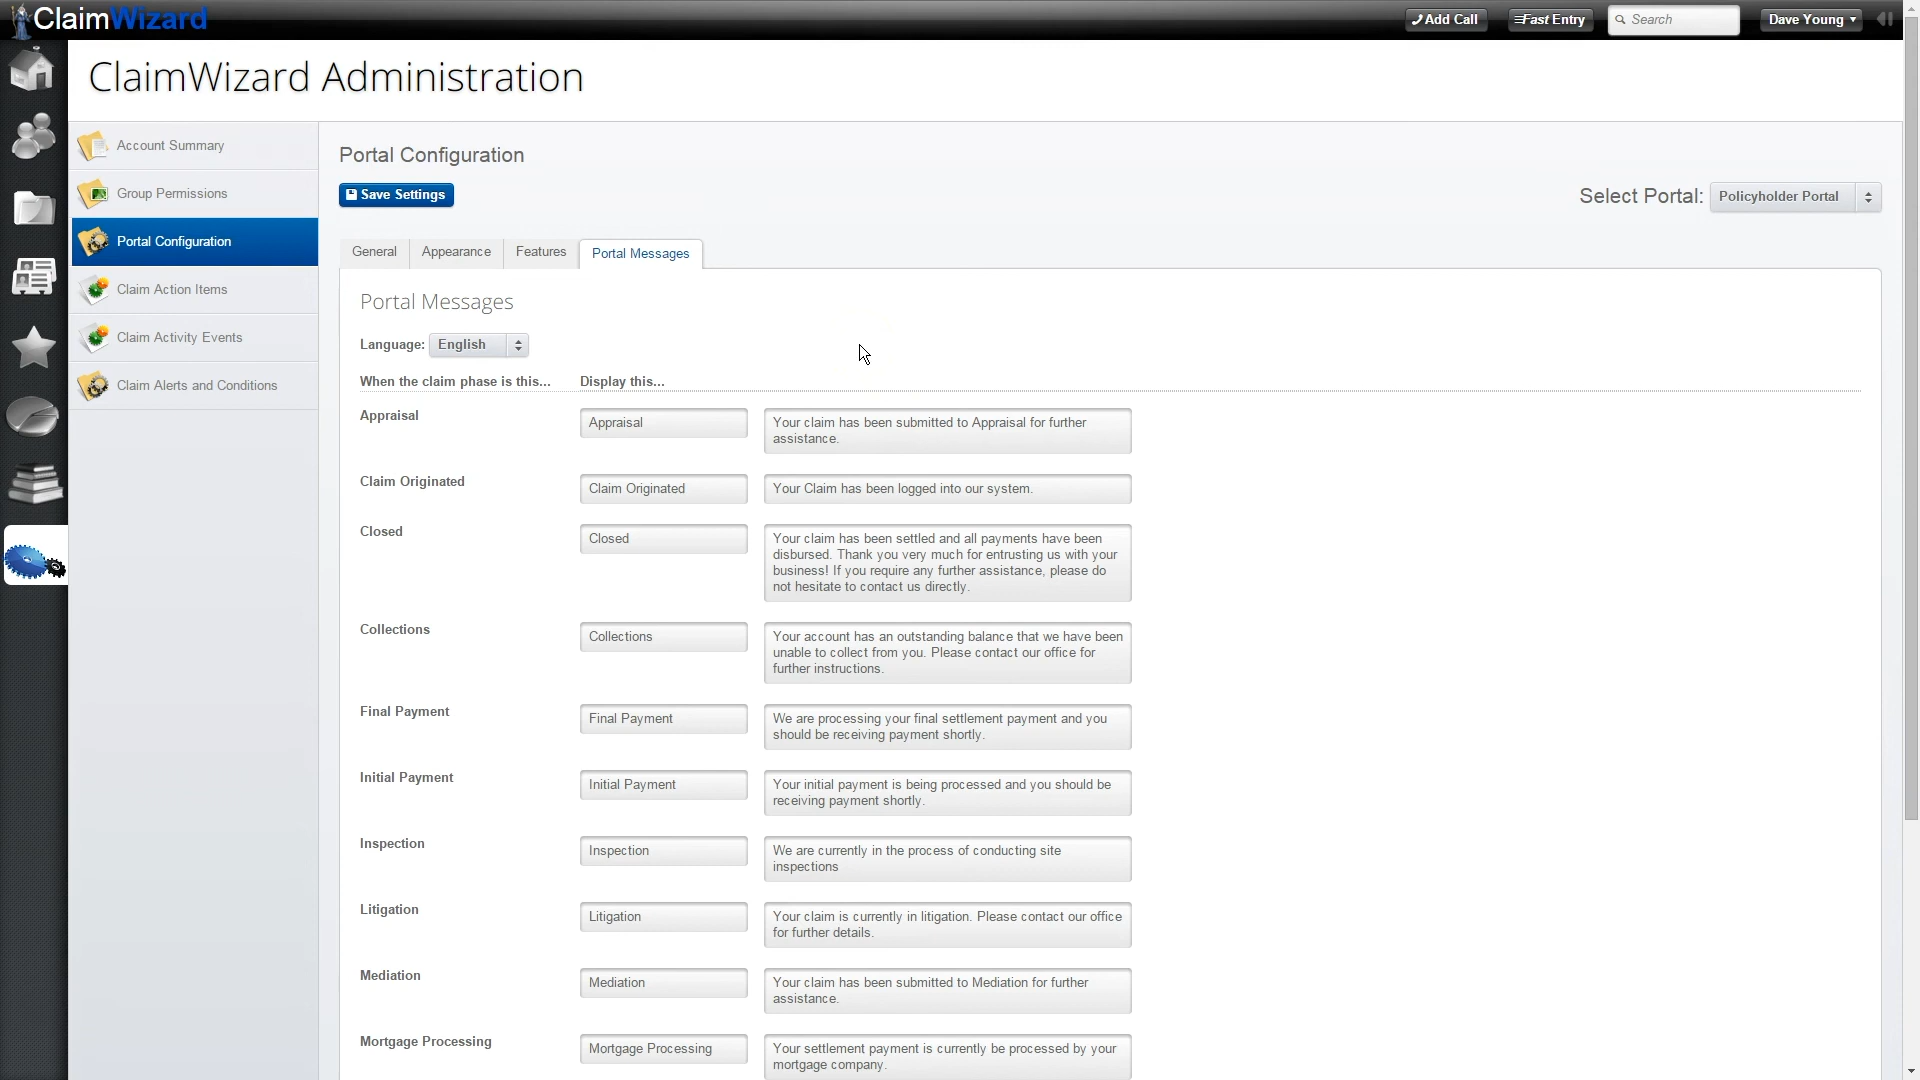 ClaimWizard
Add Call
Fast Entry
Search
Dave Young
ClaimWizard Administration
Account Summary
Group Permissions
Portal Configuration
Claim Action Items
Claim Activity Events
Claim Alerts and Conditions
Portal Configuration
Save Settings
Select Portal: Policyholder Portal
General
Appearance
Features
Portal Messages
Portal Messages
Language: English
When the claim phase is this...
Display this...
Appraisal
Appraisal
Your claim has been submitted to Appraisal for further
assistance.
Claim Originated
Claim Originated
Your Claim has been logged into our system.
Closed
Closed
Your claim has been settled and all payments have been
disbursed. Thank you very much for entrusting us with your
business! If you require any further assistance, please do
not hesitate to contact us directly.
Collections
Collections
Your account has an outstanding balance that we have been
unable to collect from you. Please contact our office for
further instructions.
Final Payment
Final Payment
We are processing your final settlement payment and you
should be receiving payment shortly.
Initial Payment
Initial Payment
Your initial payment is being processed and you should be
receiving payment shortly.
Inspection
Inspection
We are currently in the process of conducting site
inspections
Litigation
Litigation
Your claim is currently in litigation. Please contact our office
for further details.
Mediation
Mediation
Your claim has been submitted to Mediation for further
assistance.
Mortgage Processing
Mortgage Processing
Your settlement payment is currently be processed by your
mortgage company.